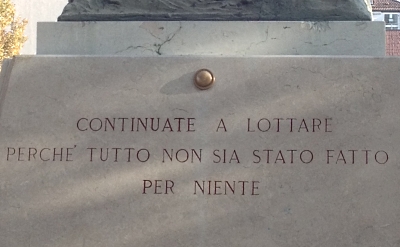 CONTINUATE A LOTTARE
PERCHE' TUTTO NON SIA STATO FATTO
PER NIENTE